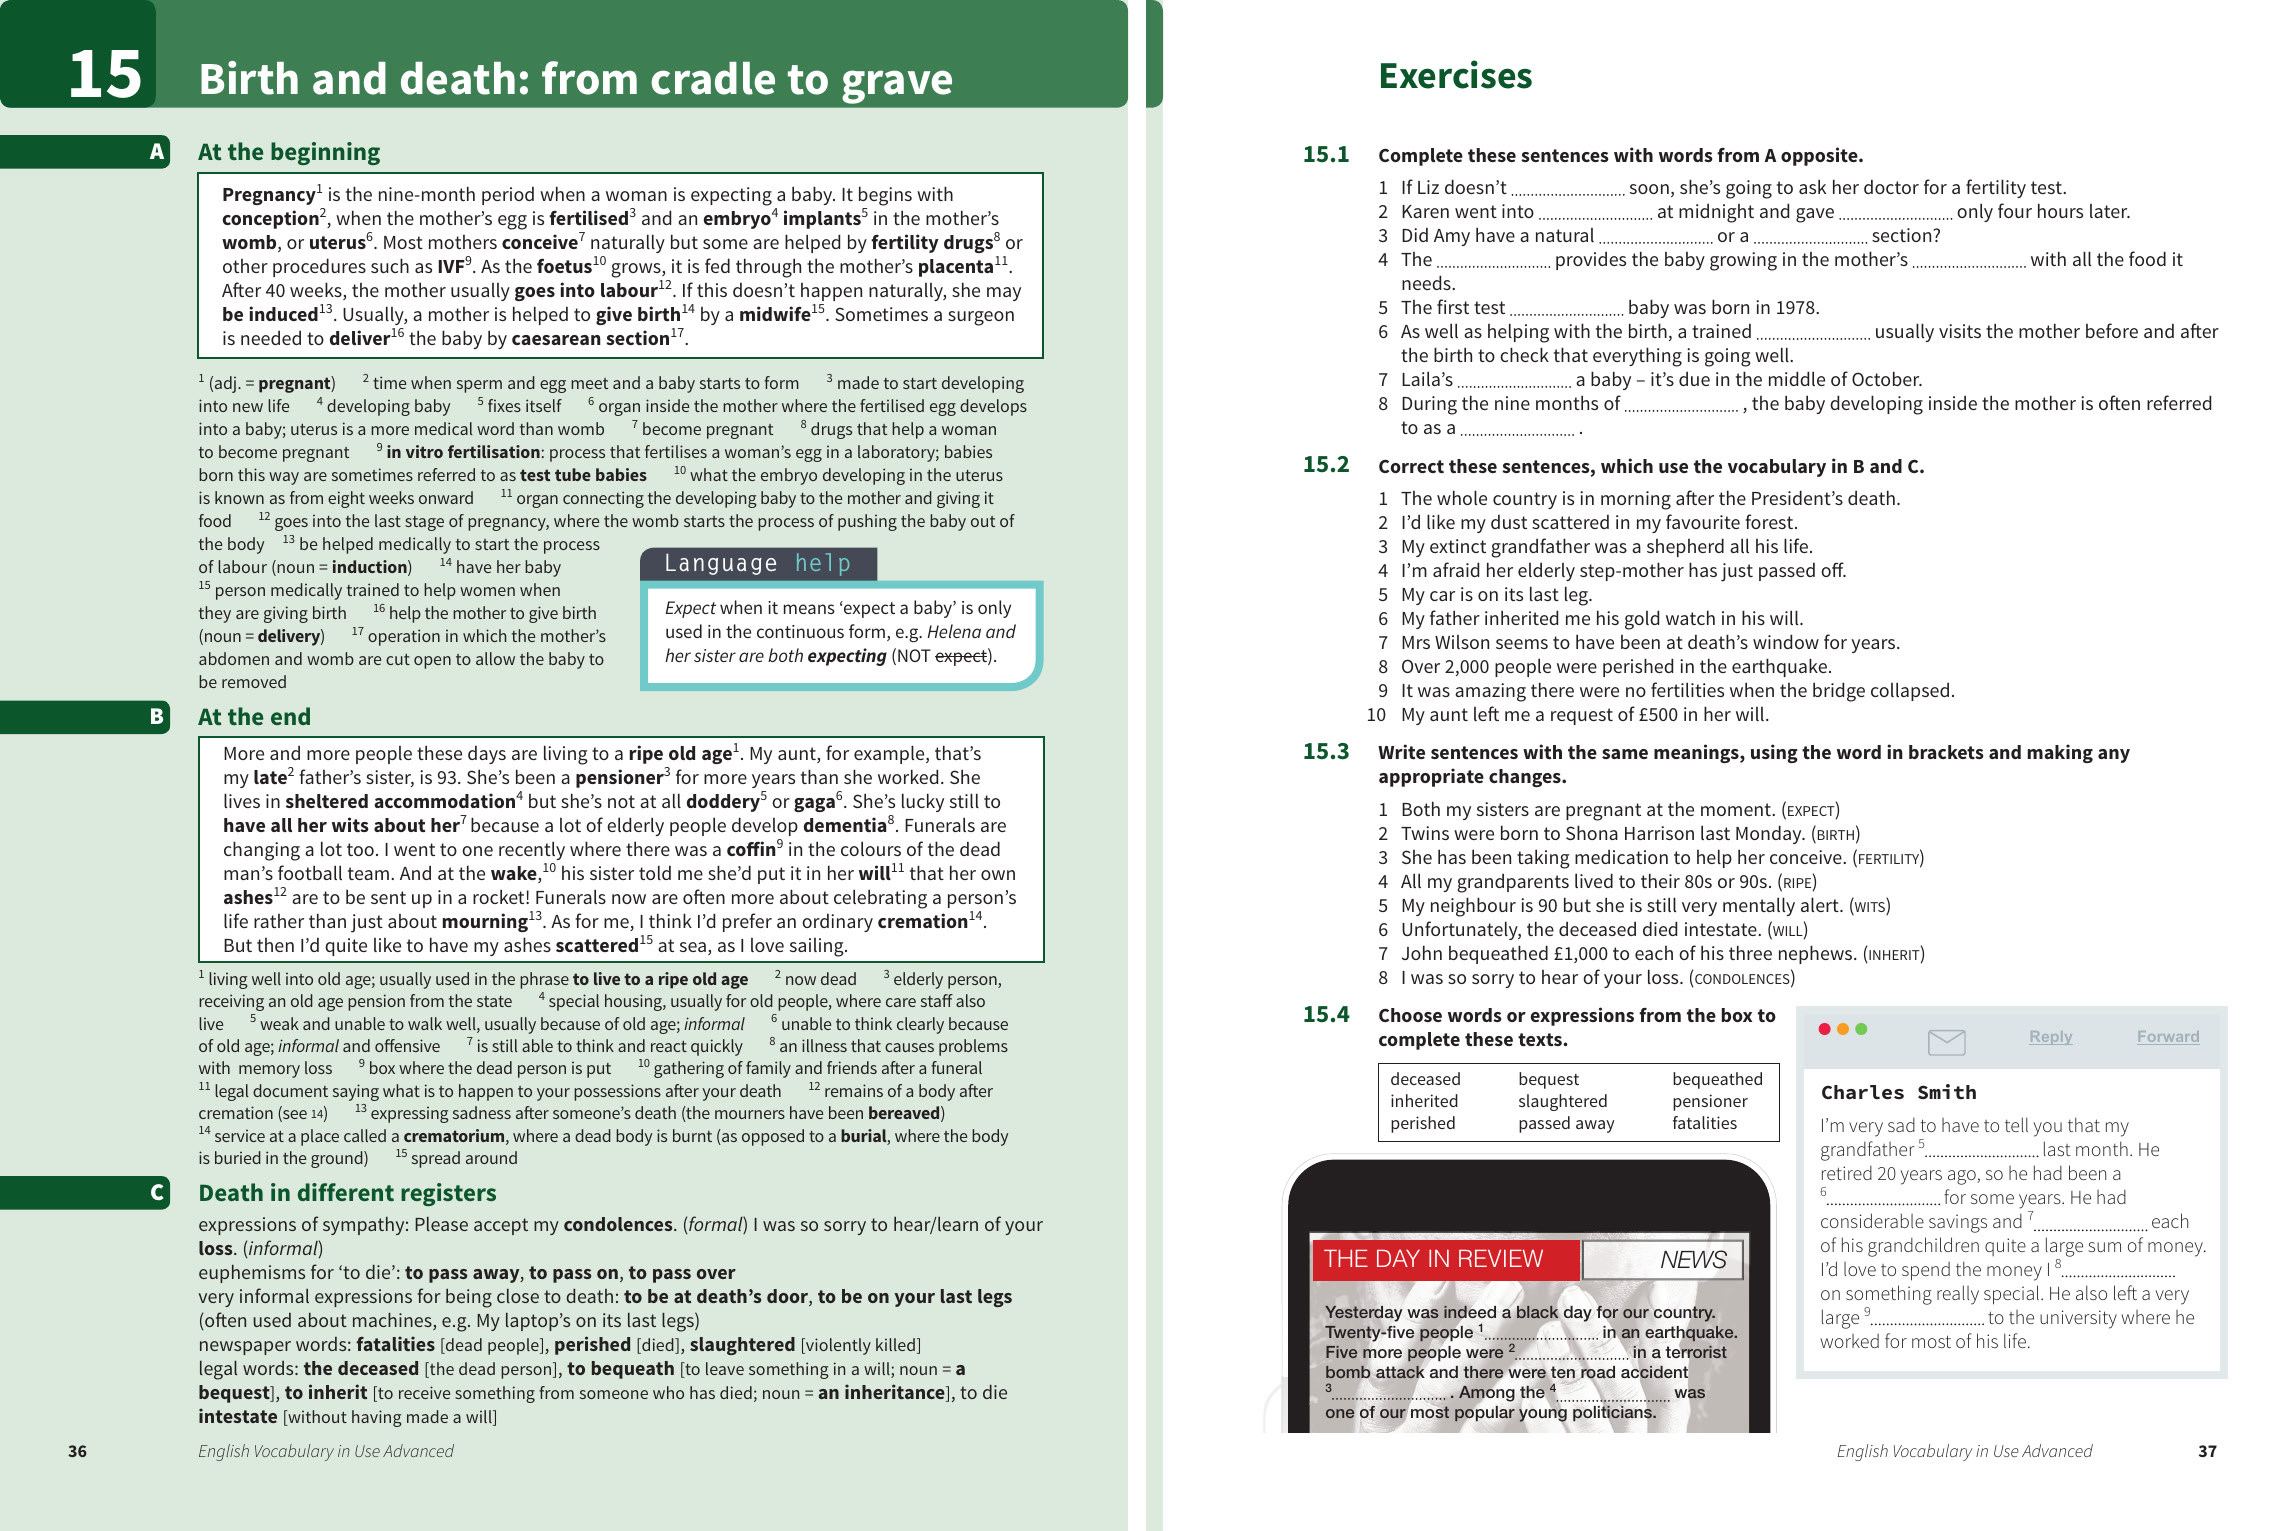 15
Birth and death: from cradle to grave
A
At the beginning
Pregnancy1 is the nine-month period when a woman is expecting a baby. It begins with
conception2, when the mother’s egg is fertilised3 and an embryo4 implants5 in the mother’s
womb, or uterus6. Most mothers conceive7 naturally but some are helped by fertility drugs8 or
other procedures such as IVF9. As the foetus10 grows, it is fed through the mother’s placenta11.
After 40 weeks, the mother usually goes into labour12. If this doesn’t happen naturally, she may
be induced13. Usually, a mother is helped to give birth14 by a midwife15. Sometimes a surgeon
is needed to deliver16 the baby by caesarean section17.
1 (adj. = pregnant) 2 time when sperm and egg meet and a baby starts to form 3 made to start developing
into new life 4 developing baby 5 fixes itself 6 organ inside the mother where the fertilised egg develops
into a baby; uterus is a more medical word than womb 7 become pregnant 8 drugs that help a woman
to become pregnant 9 in vitro fertilisation: process that fertilises a woman’s egg in a laboratory; babies
born this way are sometimes referred to as test tube babies 10 what the embryo developing in the uterus
is known as from eight weeks onward 11 organ connecting the developing baby to the mother and giving it
food 12 goes into the last stage of pregnancy, where the womb starts the process of pushing the baby out of
the body 13 be helped medically to start the process
of labour (noun = induction) 14 have her baby
15 person medically trained to help women when
they are giving birth 16 help the mother to give birth
(noun = delivery) 17 operation in which the mother’s
abdomen and womb are cut open to allow the baby to
be removed
Language help
Expect when it means ‘expect a baby’ is only
used in the continuous form, e.g. Helena and
her sister are both expecting (NOT expect).
B
At the end
More and more people these days are living to a ripe old age1. My aunt, for example, that’s
my late2 father’s sister, is 93. She’s been a pensioner3 for more years than she worked. She
lives in sheltered accommodation4 but she’s not at all doddery5 or gaga6. She’s lucky still to
have all her wits about her7 because a lot of elderly people develop dementia8. Funerals are
changing a lot too. I went to one recently where there was a coffin9 in the colours of the dead
man’s football team. And at the wake,10 his sister told me she’d put it in her will11 that her own
ashes12 are to be sent up in a rocket! Funerals now are often more about celebrating a person’s
life rather than just about mourning13. As for me, I think I’d prefer an ordinary cremation14.
But then I’d quite like to have my ashes scattered15 at sea, as I love sailing.
1 living well into old age; usually used in the phrase to live to a ripe old age 2 now dead 3 elderly person,
receiving an old age pension from the state 4 special housing, usually for old people, where care staff also
live 5 weak and unable to walk well, usually because of old age; informal 6 unable to think clearly because
of old age; informal and offensive 7 is still able to think and react quickly 8 an illness that causes problems
with memory loss 9 box where the dead person is put 10 gathering of family and friends after a funeral
11 legal document saying what is to happen to your possessions after your death 12 remains of a body after
cremation (see 14) 13 expressing sadness after someone’s death (the mourners have been bereaved)
14 service at a place called a crematorium, where a dead body is burnt (as opposed to a burial, where the body
is buried in the ground) 15 spread around
C
Death in different registers
expressions of sympathy: Please accept my condolences. (formal) I was so sorry to hear/learn of your
loss. (informal)
euphemisms for ‘to die’: to pass away, to pass on, to pass over
very informal expressions for being close to death: to be at death’s door, to be on your last legs
(often used about machines, e.g. My laptop’s on its last legs)
newspaper words: fatalities [dead people], perished [died], slaughtered [violently killed]
legal words: the deceased [the dead person], to bequeath [to leave something in a will; noun = a
bequest], to inherit [to receive something from someone who has died; noun = an inheritance], to die
intestate [without having made a will]
36
English Vocabulary in Use Advanced
Exercises
15.1 Complete these sentences with words from A opposite.
1 If Liz doesn’t .............................. soon, she’s going to ask her doctor for a fertility test.
2 Karen went into .............................. at midnight and gave .............................. only four hours later.
3 Did Amy have a natural .............................. or a .............................. section?
4 The .............................. provides the baby growing in the mother’s .............................. with all the food it
needs.
5 The first test .............................. baby was born in 1978.
6 As well as helping with the birth, a trained .............................. usually visits the mother before and after
the birth to check that everything is going well.
7 Laila’s .............................. a baby – it’s due in the middle of October.
8 During the nine months of .............................. , the baby developing inside the mother is often referred
to as a .............................. .
15.2 Correct these sentences, which use the vocabulary in B and C.
1 The whole country is in morning after the President’s death.
2 I’d like my dust scattered in my favourite forest.
3 My extinct grandfather was a shepherd all his life.
4 I’m afraid her elderly step-mother has just passed off.
5 My car is on its last leg.
6 My father inherited me his gold watch in his will.
7 Mrs Wilson seems to have been at death’s window for years.
8 Over 2,000 people were perished in the earthquake.
9 It was amazing there were no fertilities when the bridge collapsed.
10 My aunt left me a request of £500 in her will.
15.3 Write sentences with the same meanings, using the word in brackets and making any
appropriate changes.
1 Both my sisters are pregnant at the moment. (EXPECT)
2 Twins were born to Shona Harrison last Monday. (BIRTH)
3 She has been taking medication to help her conceive. (FERTILITY)
4 All my grandparents lived to their 80s or 90s. (RIPE)
5 My neighbour is 90 but she is still very mentally alert. (WITS)
6 Unfortunately, the deceased died intestate. (WILL)
7 John bequeathed £1,000 to each of his three nephews. (INHERIT)
8 I was so sorry to hear of your loss. (CONDOLENCES)
15.4 Choose words or expressions from the box to
complete these texts.
deceased bequest bequeathed
inherited slaughtered pensioner
perished passed away fatalities
THE DAY IN REVIEW NEWS
Yesterday was indeed a black day for our country.
Twenty-five people 1.............................. in an earthquake.
Five more people were 2.............................. in a terrorist
bomb attack and there were ten road accident
3.............................. . Among the 4.............................. was
one of our most popular young politicians.
Reply Forward
Charles Smith
I’m very sad to have to tell you that my
grandfather 5.............................. last month. He
retired 20 years ago, so he had been a
6.............................. for some years. He had
considerable savings and 7.............................. each
of his grandchildren quite a large sum of money.
I’d love to spend the money I 8..............................
on something really special. He also left a very
large 9.............................. to the university where he
worked for most of his life.
English Vocabulary in Use Advanced
37